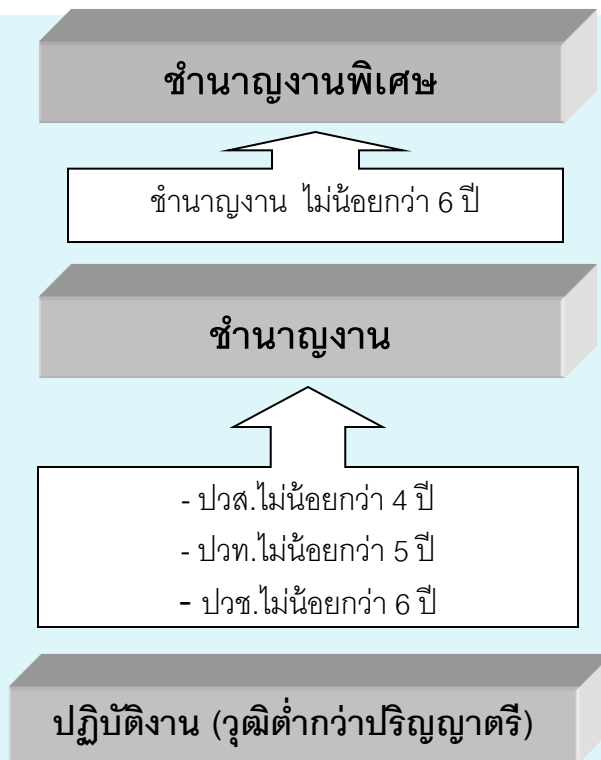 ชำนาญงานพิเศษ
ชำนาญงาน ไม่น้อยกว่า 6 ปี
ชำนาญงาน
- ปวส.ไม่น้อยกว่า 4 ปี
- ปวท.ไม่น้อยกว่า 5 ปี
- ปวช.ไม่น้อยกว่า 6 ปี
ปฏิบัติงาน (วุฒิต่ำกว่าปริญญาตรี)